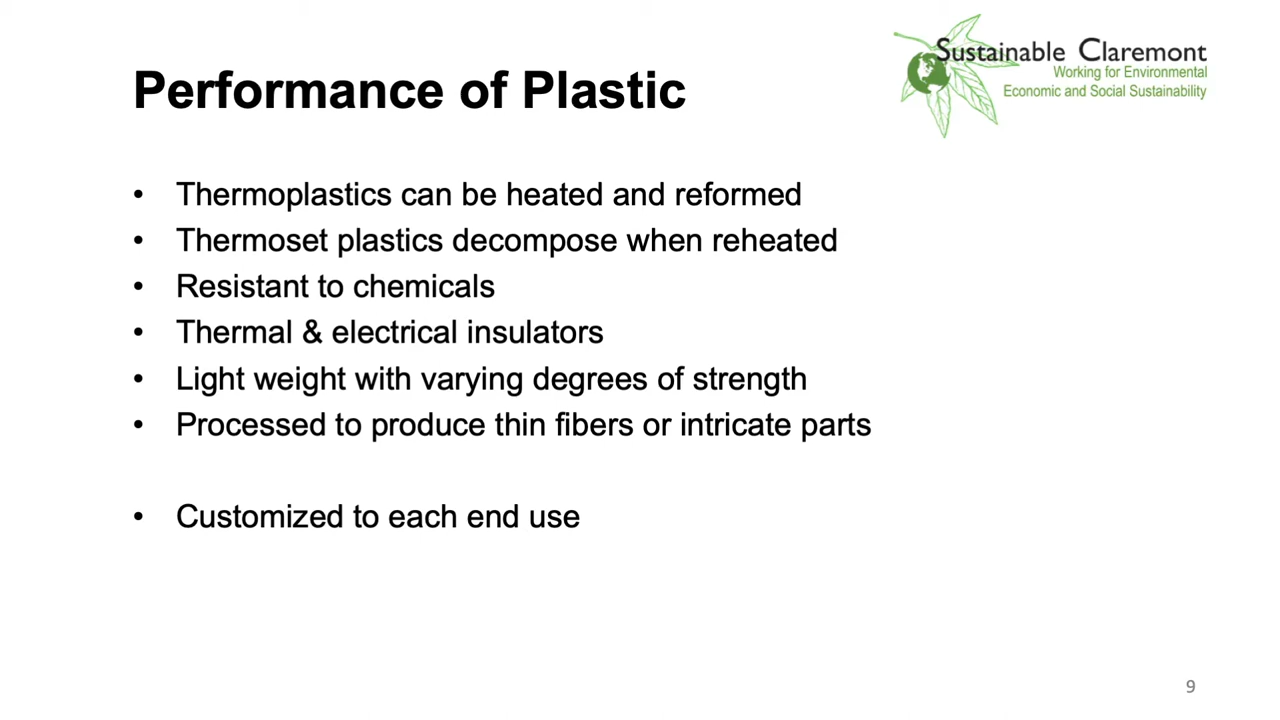 Sustainable Claremont
Working for Environmental
Economic and Social Sustainability
Performance of Plastic
• Thermoplastics can be heated and reformed
• Thermoset plastics decompose when reheated
• Resistant to chemicals
• Thermal & electrical insulators
• Light weight with varying degrees of strength
• Processed to produce thin fibers or intricate parts
• Customized to each end use
9